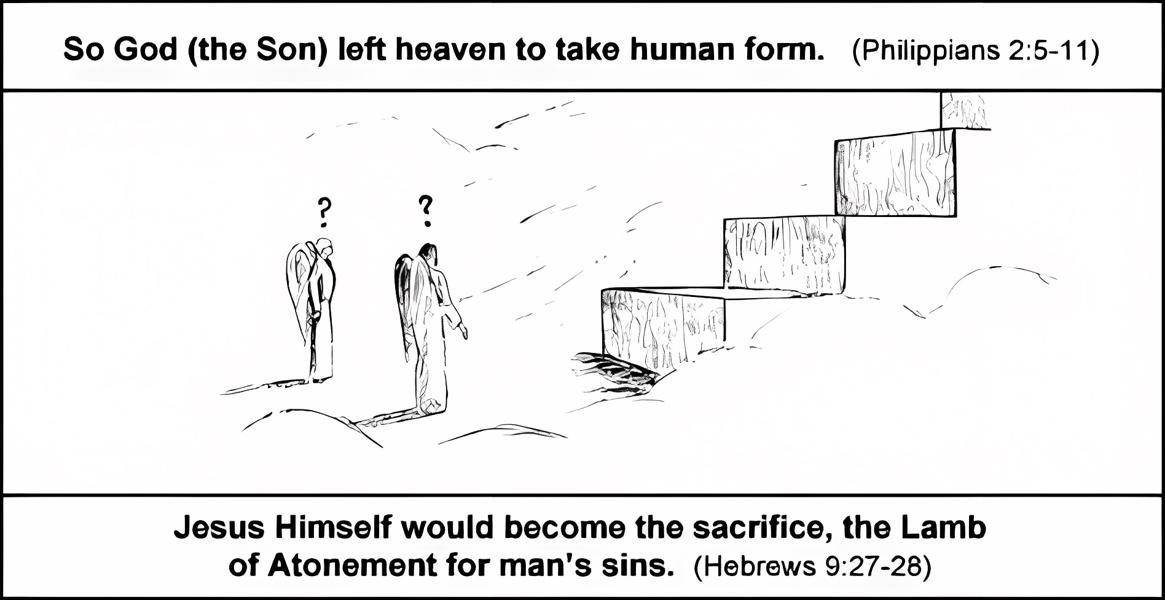 So God (the Son) left heaven to take human form. (Philippians 2:5-11)
?
?
Jesus Himself would become the sacrifice, the Lamb
of Atonement for man's sins. (Hebrews 9:27-28)